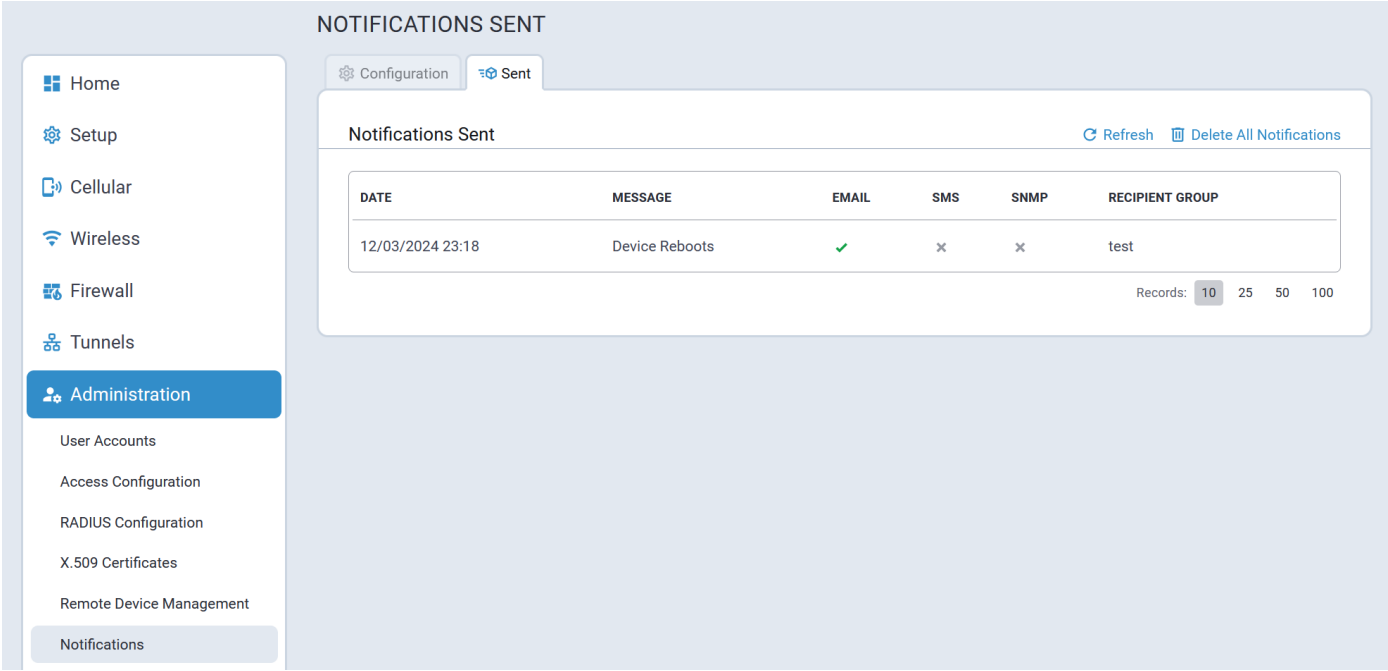 NOTIFICATIONS SENT
Home
Setup
Cellular
Wireless
Firewall
Tunnels
Administration
User Accounts
Access Configuration
RADIUS Configuration
X.509 Certificates
Remote Device Management
Notifications
Configuration Sent
Notifications Sent Refresh Delete All Notifications
DATE MESSAGE EMAIL SMS SNMP RECIPIENT GROUP
12/03/2024 23:18 Device Reboots test
Records: 10 25 50 100